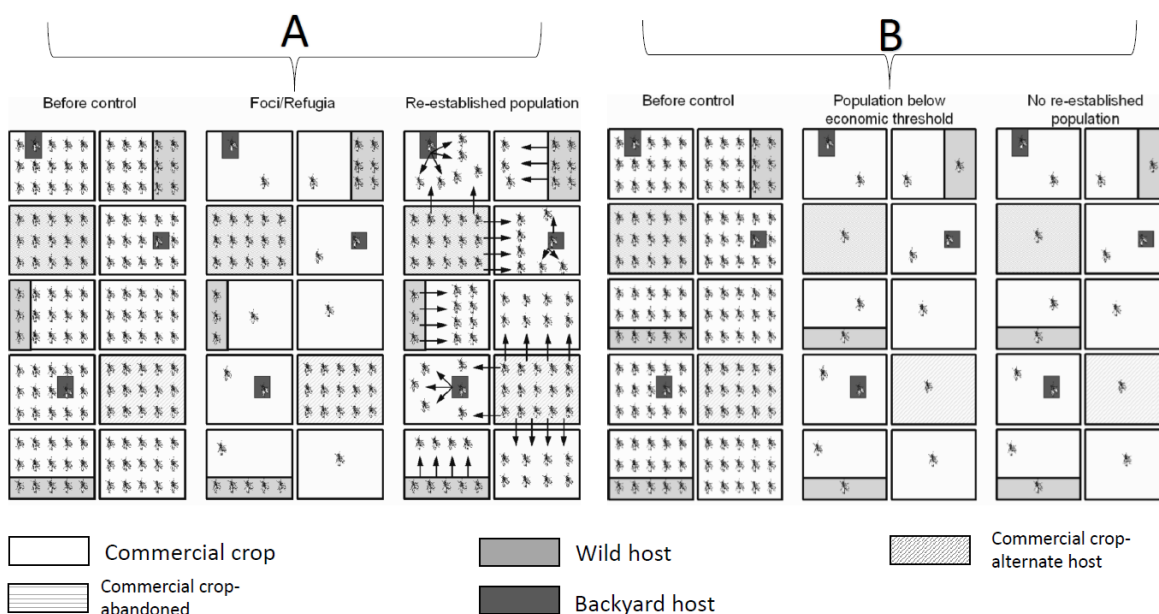 A
B
Before control
Foci/Refugia
Re-established population
Before control
Population below
economic threshold
No re-established
population
Commercial crop
Wild host
Commercial crop-
alternate host
Commercial crop-
abandoned
Backyard host